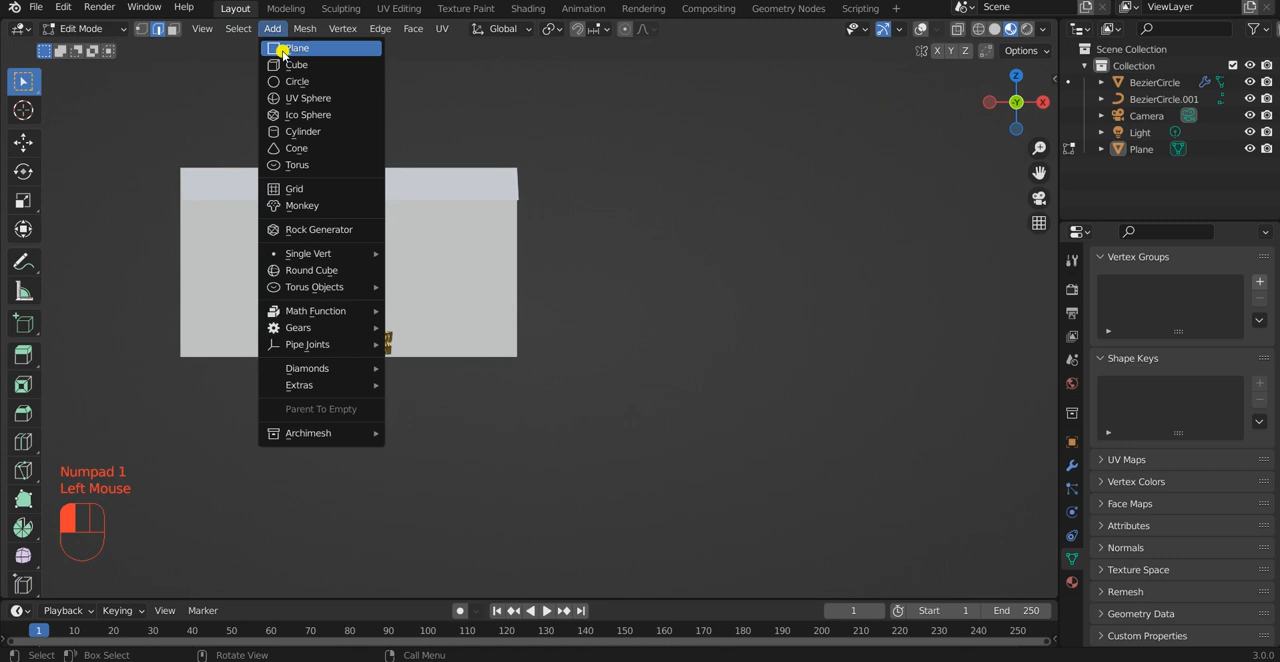 File Edit Render Window Help Layout Modeling Sculpting UV Editing Texture Paint Shading Animation Rendering Compositing Geometry Nodes Scripting + Scene ViewLayer
Edit Mode View Select Add Mesh Vertex Edge Face UV Global
X Y Z Options
Plane
Cube
Circle
UV Sphere
Ico Sphere
Cylinder
Cone
Torus
Grid
Monkey
Rock Generator
Single Vert
Round Cube
Torus Objects
Math Function
Gears
Pipe Joints
Diamonds
Extras
Parent To Empty
Archimesh
Z
-Y
X
Numpad 1
Left Mouse
Scene Collection
Collection
BezierCircle
BezierCircle.001
Camera
Light
Plane
Vertex Groups
Shape Keys
UV Maps
Vertex Colors
Face Maps
Attributes
Normals
Texture Space
Remesh
Geometry Data
Custom Properties
Playback Keying View Marker 1 Start 1 End 250
1 10 20 30 40 50 60 70 80 90 100 110 120 130 140 150 160 170 180 190 200 210 220 230 240 250
Select Box Select Rotate View Call Menu 3.0.0